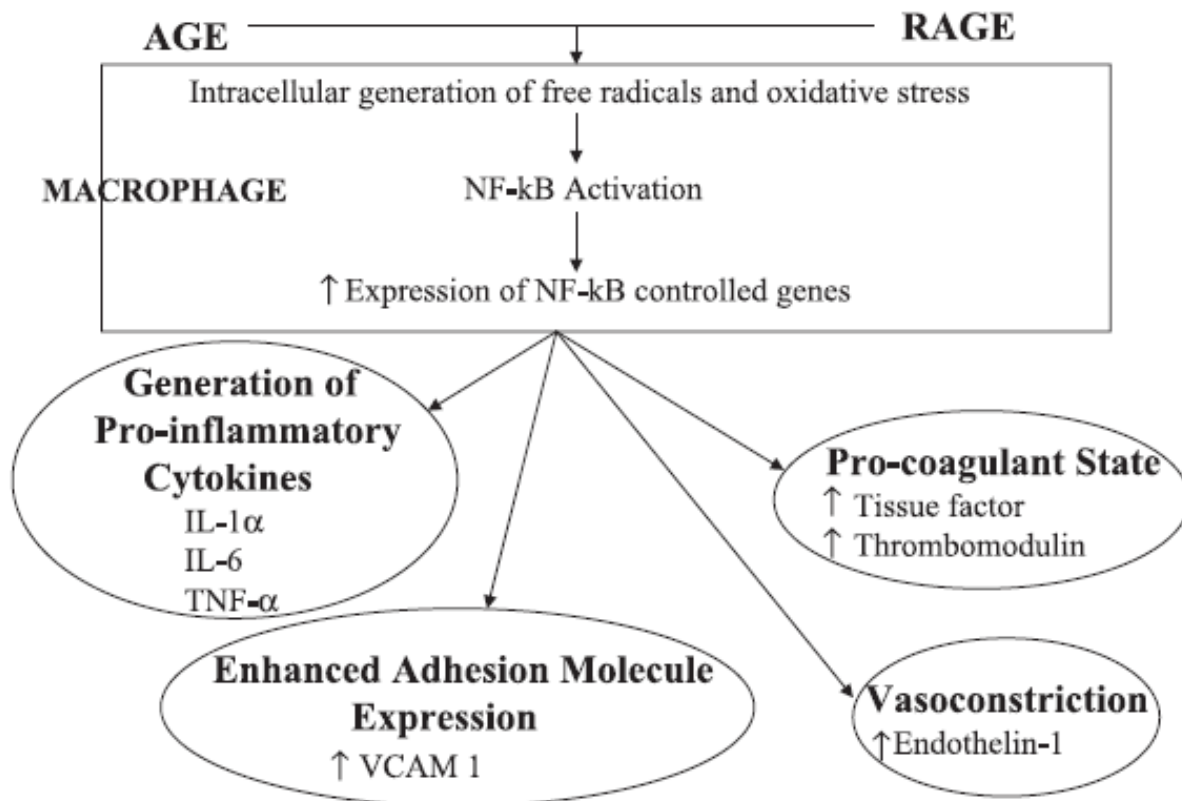 AGE
RAGE
Intracellular generation of free radicals and oxidative stress
MACROPHAGE
NF-kB Activation
↑Expression of NF-kB controlled genes
Generation of
Pro-inflammatory
Cytokines
IL-1α
IL-6
TNF-α
Pro-coagulant State
↑ Tissue factor
↑ Thrombomodulin
Enhanced Adhesion Molecule
Expression
↑ VCAM 1
Vasoconstriction
↑Endothelin-1